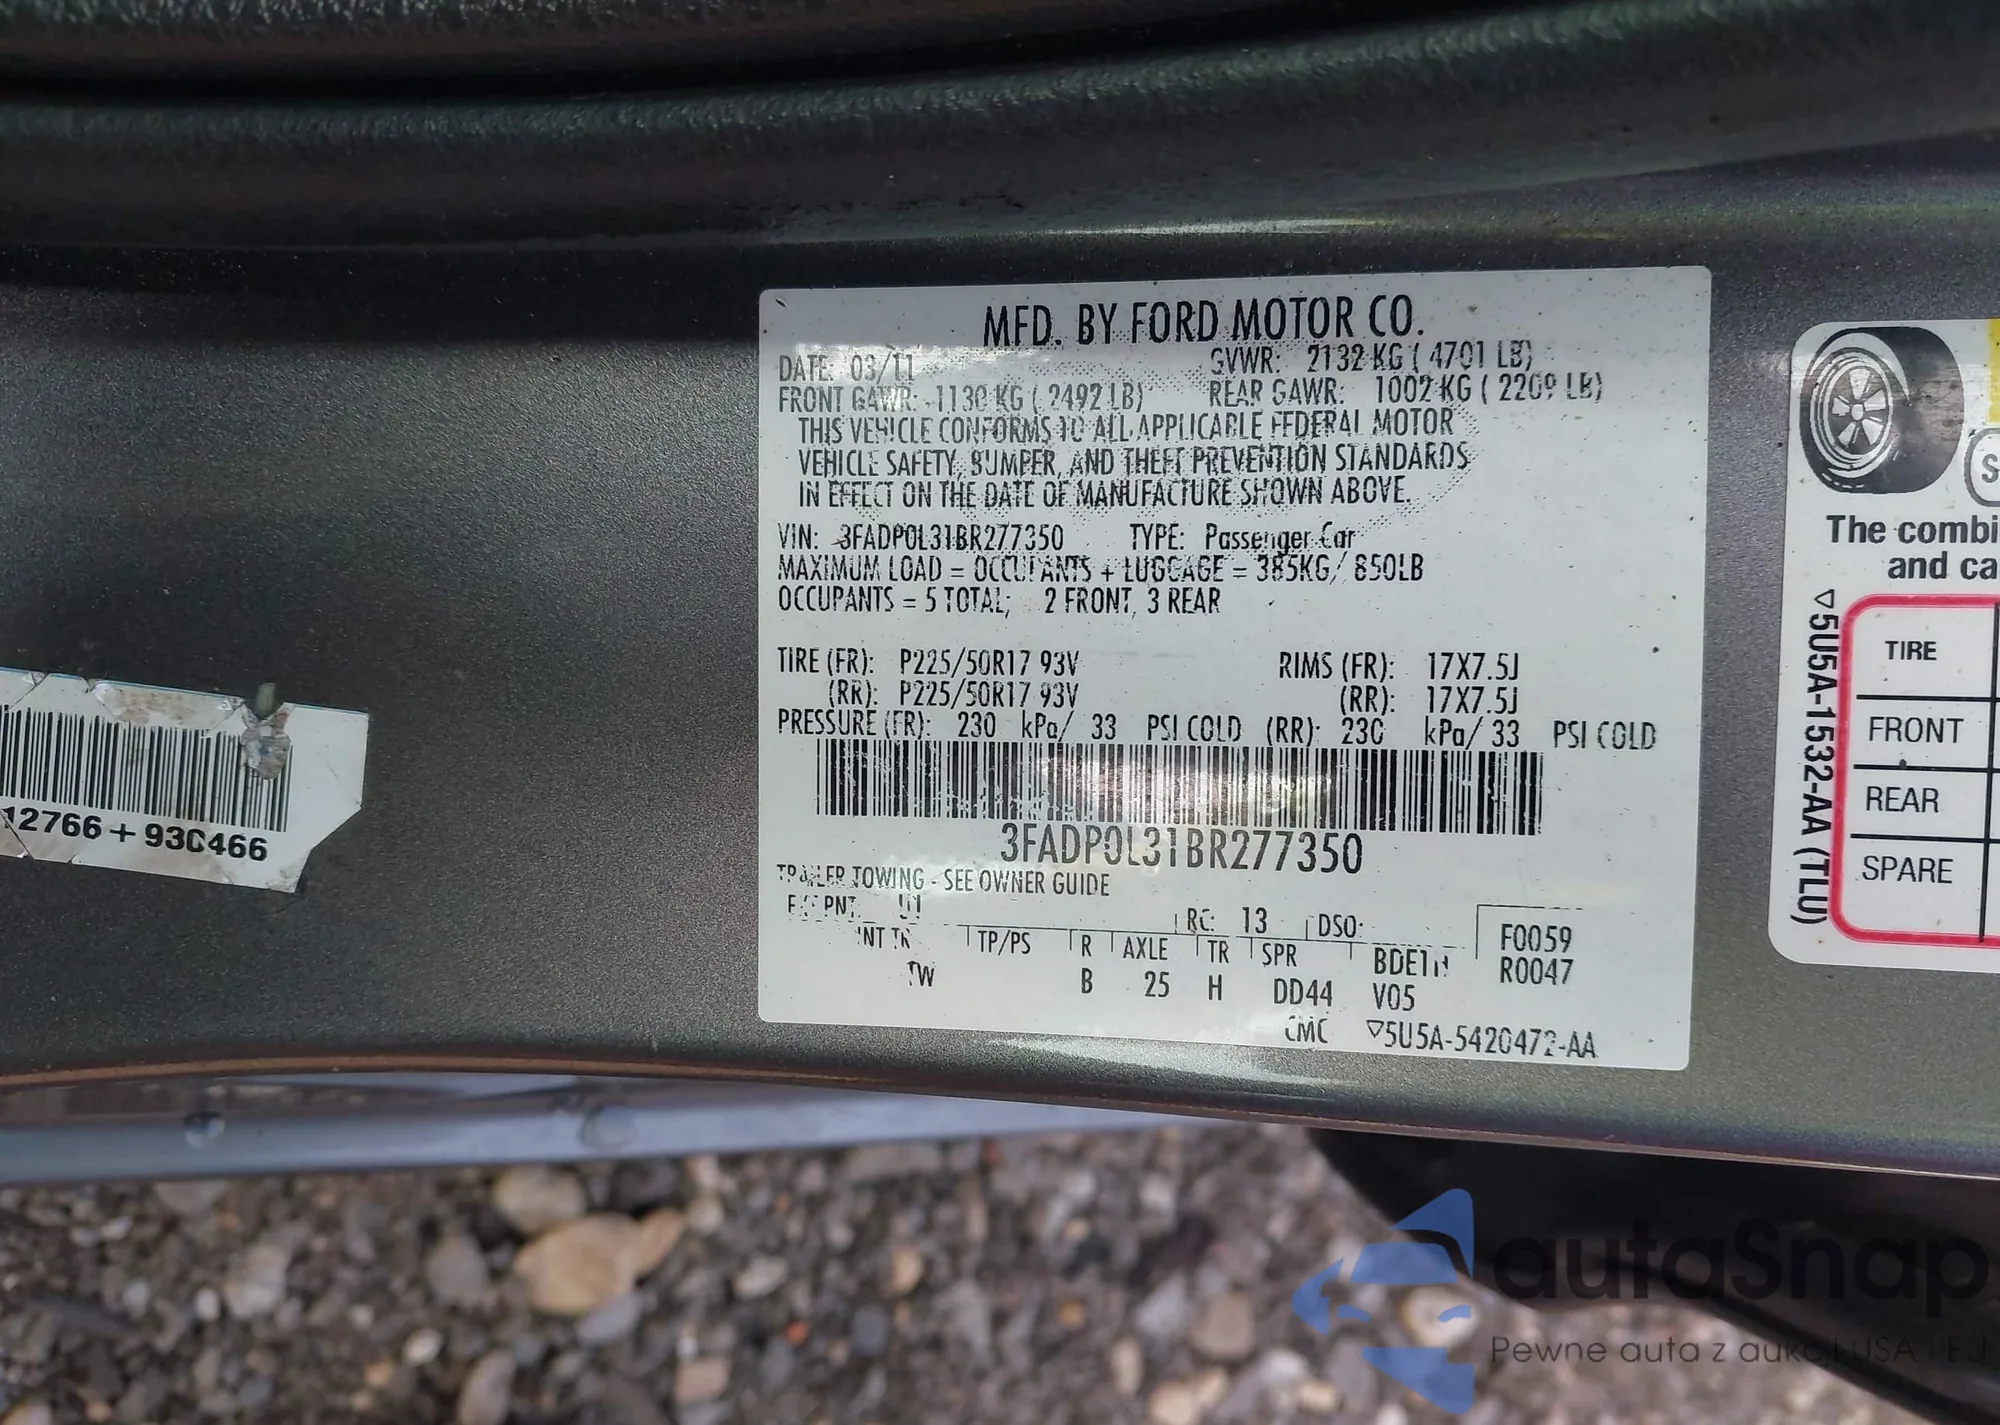 MFD. BY FORD MOTOR CO.
DATE: 03/11 GVWR: 2132 KG ( 4701 LB)
FRONT GAWR: 1130 KG ( 2492 LB) REAR GAWR: 1002 KG ( 2209 LB)
THIS VEHICLE CONFORMS TO ALL APPLICABLE FEDERAL MOTOR
VEHICLE SAFETY, BUMPER, AND THEFT PREVENTION STANDARDS
IN EFFECT ON THE DATE OF MANUFACTURE SHOWN ABOVE.
VIN: 3FADP0L31BR277350 TYPE: Passenger Car
MAXIMUM LOAD = OCCUPANTS + LUGGAGE = 385KG/ 850LB
OCCUPANTS = 5 TOTAL; 2 FRONT, 3 REAR
TIRE (FR): P225/50R17 93V RIMS (FR): 17X7.5J
(RR): P225/50R17 93V (RR): 17X7.5J
PRESSURE (FR): 230 kPa/ 33 PSI COLD (RR): 230 kPa/ 33 PSI COLD
3FADP0L31BR277350
TRAILER TOWING - SEE OWNER GUIDE
EXT PNT: RC: 13 DSO:
F0059
R0047
INT TR TP/PS R AXLE TR SPR
TW B 25 H DD44 V05
CMC ▽5U5A-5420472-AA
12766+930466
The combi
and ca
▽5U5A-1532-AA (TLU)
TIRE
FRONT
REAR
SPARE
autoSnap
Pewne auta z aukcji USA EU